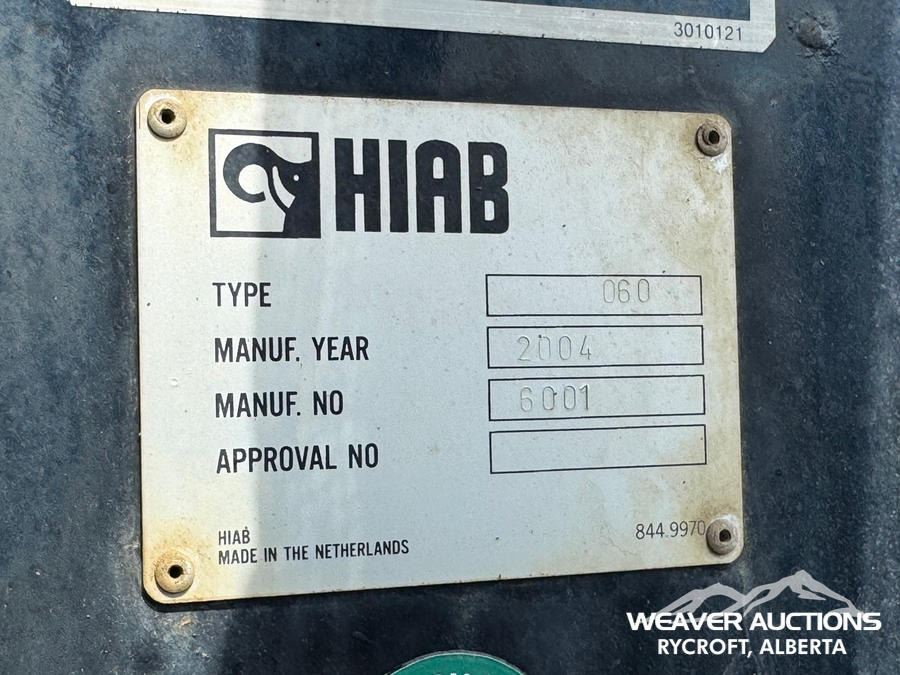 3010121
HIAB
TYPE 060
MANUF. YEAR 2004
MANUF. NO 6001
APPROVAL NO
HIAB
MADE IN THE NETHERLANDS
844 9970
WEAVER AUCTIONS
RYCROFT, ALBERTA